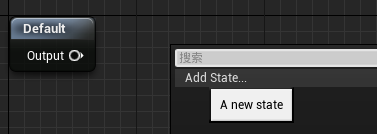 Default
Output
搜索
Add State...
A new state